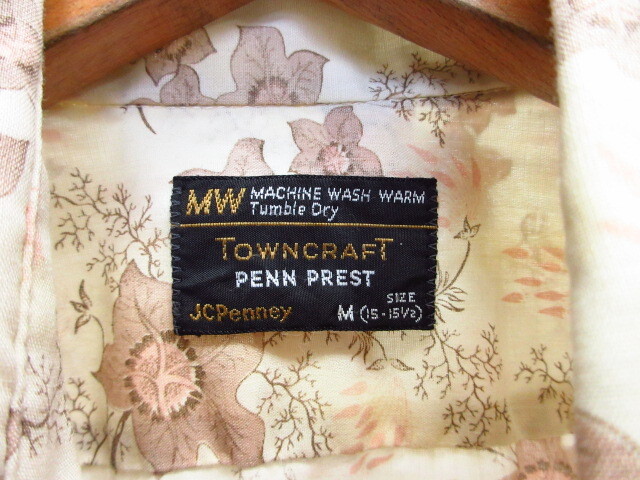 MW MACHINE WASH WARM
Tumble Dry
TOWNCRAFT
PENN PREST
SIZE
JCPenney M (15-15½)